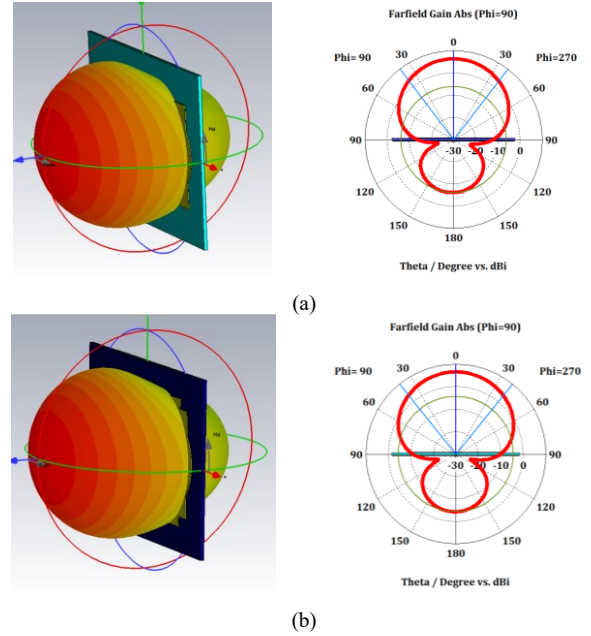 Farfield Gain Abs (Phi=90)
0
Phi= 90 30 30 Phi=270
60 60
90 -30 -20 -10 0 90
120 120
150 150
180
Theta / Degree vs. dBi
(a)
Farfield Gain Abs (Phi=90)
0
Phi= 90 30 30 Phi=270
60 60
90 -30 -20 -10 0 90
120 120
150 150
180
Theta / Degree vs. dBi
(b)